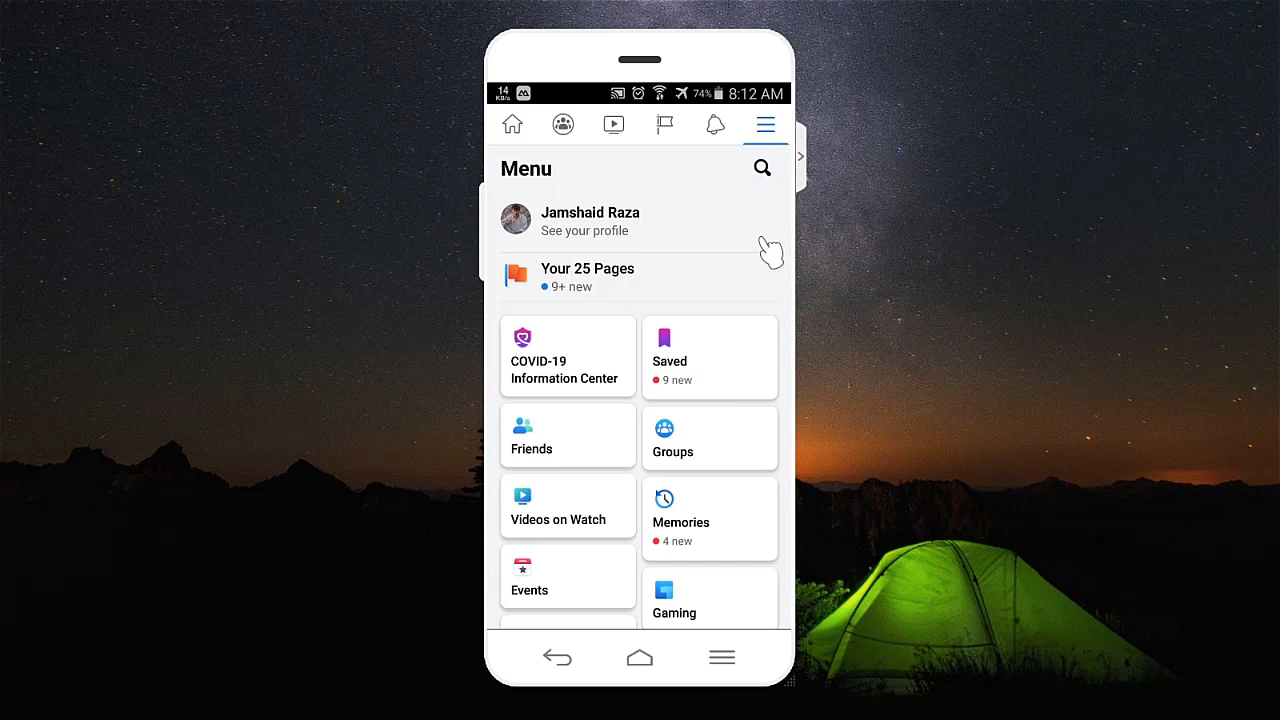 14
KB/s
74%
8:12 AM
Menu
Jamshaid Raza
See your profile
Your 25 Pages
9+ new
COVID-19
Information Center
Saved
9 new
Friends
Groups
Videos on Watch
Memories
4 new
Events
Gaming